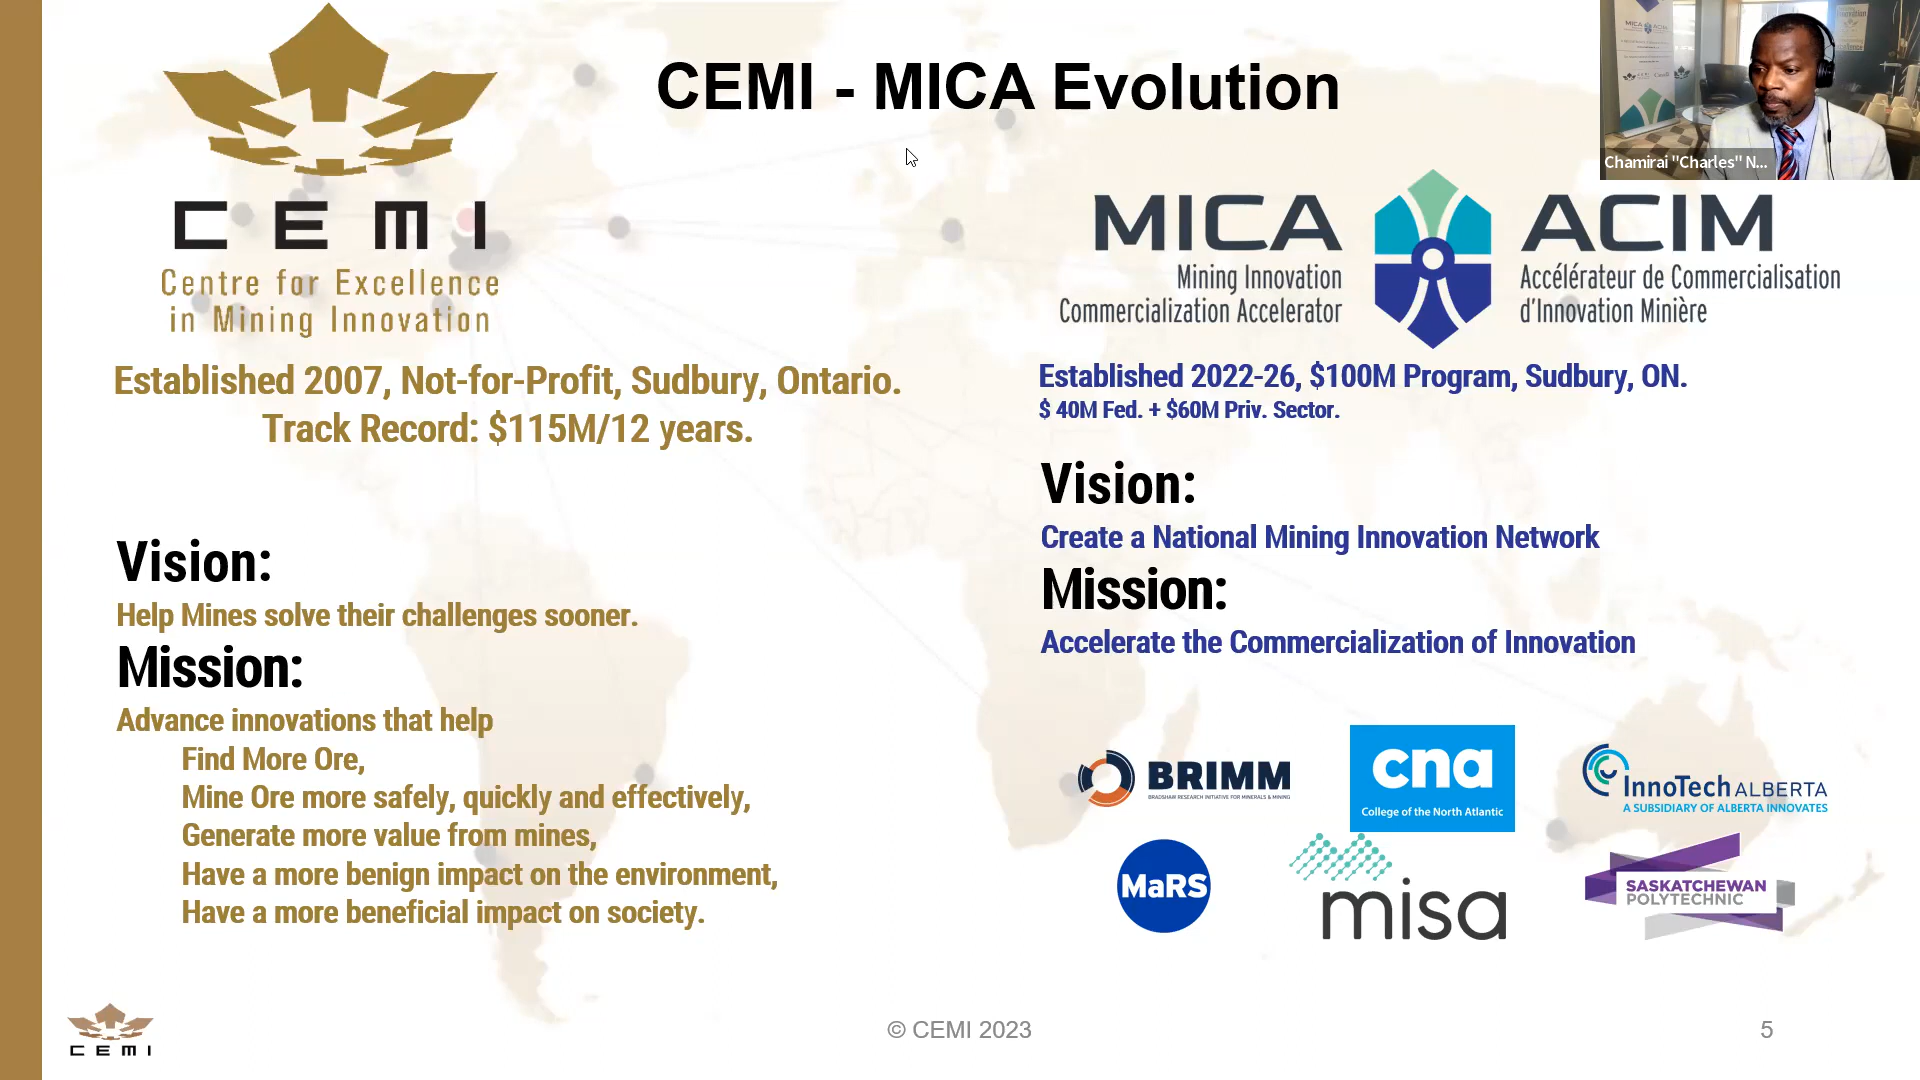 CEMI - MICA Evolution
Chamirai "Charles" N...
CEMI
Centre for Excellence
in Mining Innovation
Established 2007, Not-for-Profit, Sudbury, Ontario.
Track Record: $115M/12 years.
Vision:
Help Mines solve their challenges sooner.
Mission:
Advance innovations that help
Find More Ore,
Mine Ore more safely, quickly and effectively,
Generate more value from mines,
Have a more benign impact on the environment,
Have a more beneficial impact on society.
MICA
Mining Innovation
Commercialization Accelerator
ACIM
Accélérateur de Commercialisation
d'Innovation Minière
Established 2022-26, $100M Program, Sudbury, ON.
$ 40M Fed. + $60M Priv. Sector.
Vision:
Create a National Mining Innovation Network
Mission:
Accelerate the Commercialization of Innovation
BRIMM
BRADSHAW RESEARCH INITIATIVE FOR MINERALS & MINING
cna
College of the North Atlantic
InnoTech ALBERTA
A SUBSIDIARY OF ALBERTA INNOVATES
MaRS
misa
SASKATCHEWAN
POLYTECHNIC
CEMI
© CEMI 2023
5